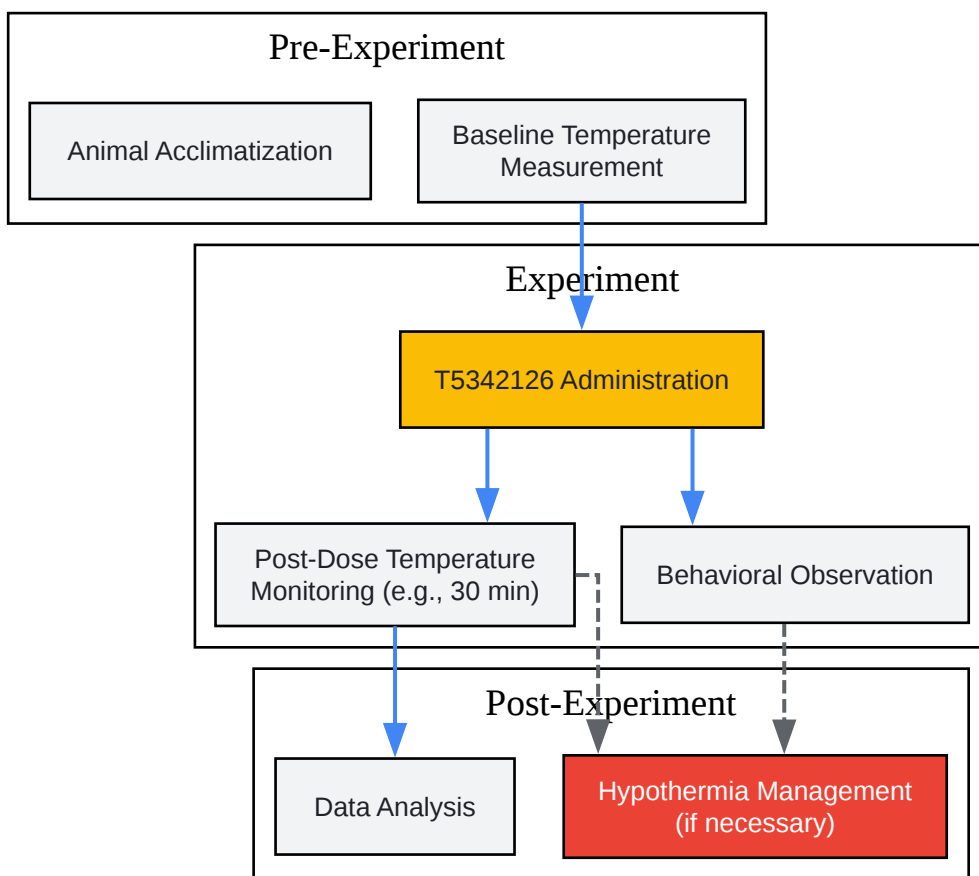 Pre-Experiment
Animal Acclimatization
Baseline Temperature
Measurement
Experiment
T5342126 Administration
Post-Dose Temperature
Monitoring (e.g., 30 min)
Behavioral Observation
Post-Experiment
Data Analysis
Hypothermia Management
(if necessary)